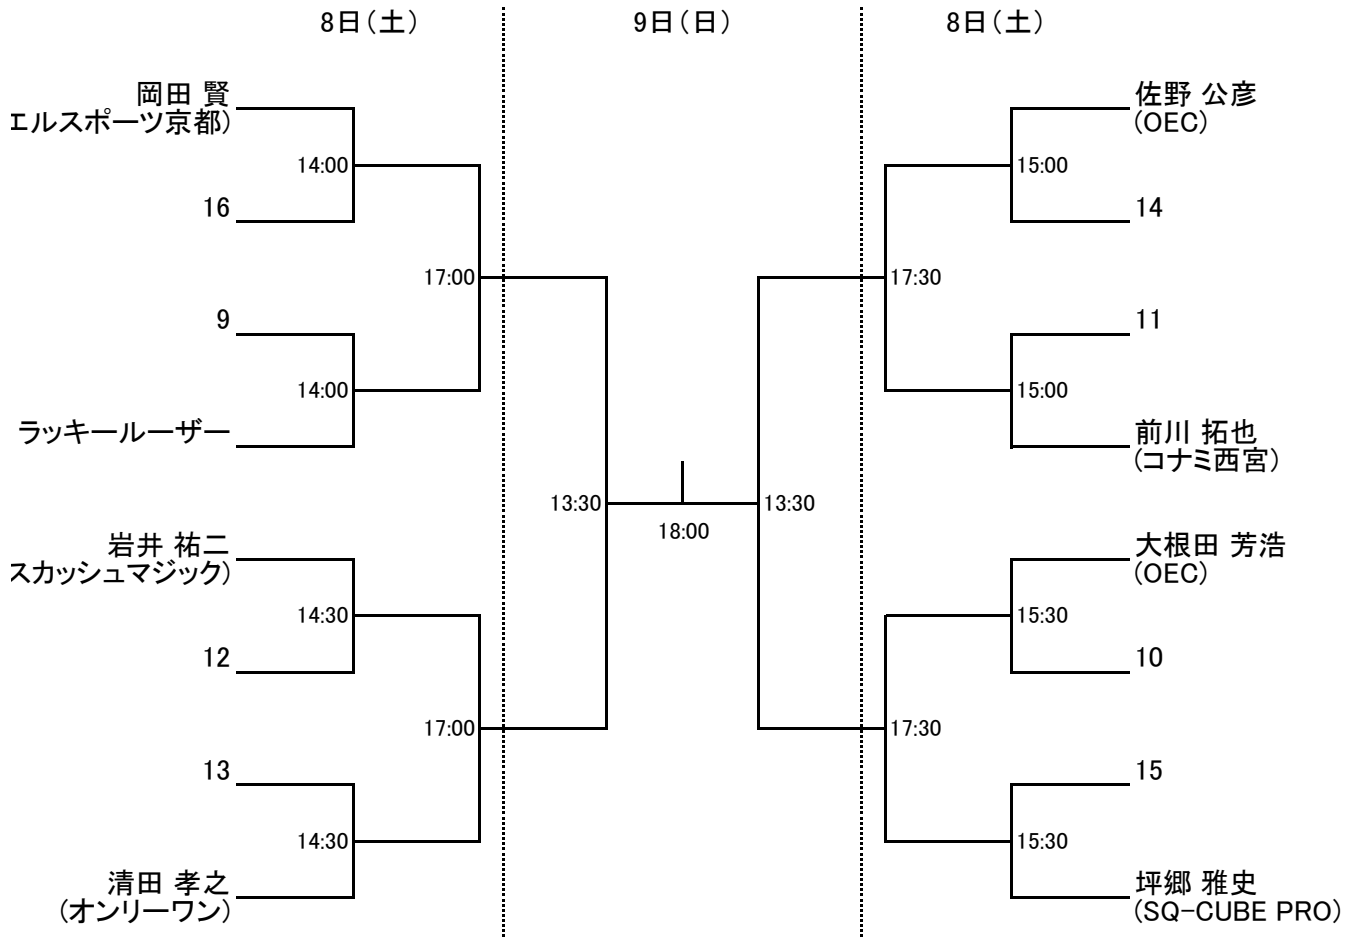 8日(土)
9日(日)
8日(土)
岡田 賢
エルスポーツ京都)
14:00
16
17:00
9
14:00
ラッキールーザー
13:30
岩井 祐二
スカッシュマジック)
14:30
12
17:00
13
14:30
清田 孝之
(オンリーワン)
18:00
佐野 公彦
(OEC)
15:00
14
17:30
11
15:00
前川 拓也
(コナミ西宮)
13:30
大根田 芳浩
(OEC)
15:30
10
17:30
15
15:30
坪郷 雅史
(SQ-CUBE PRO)